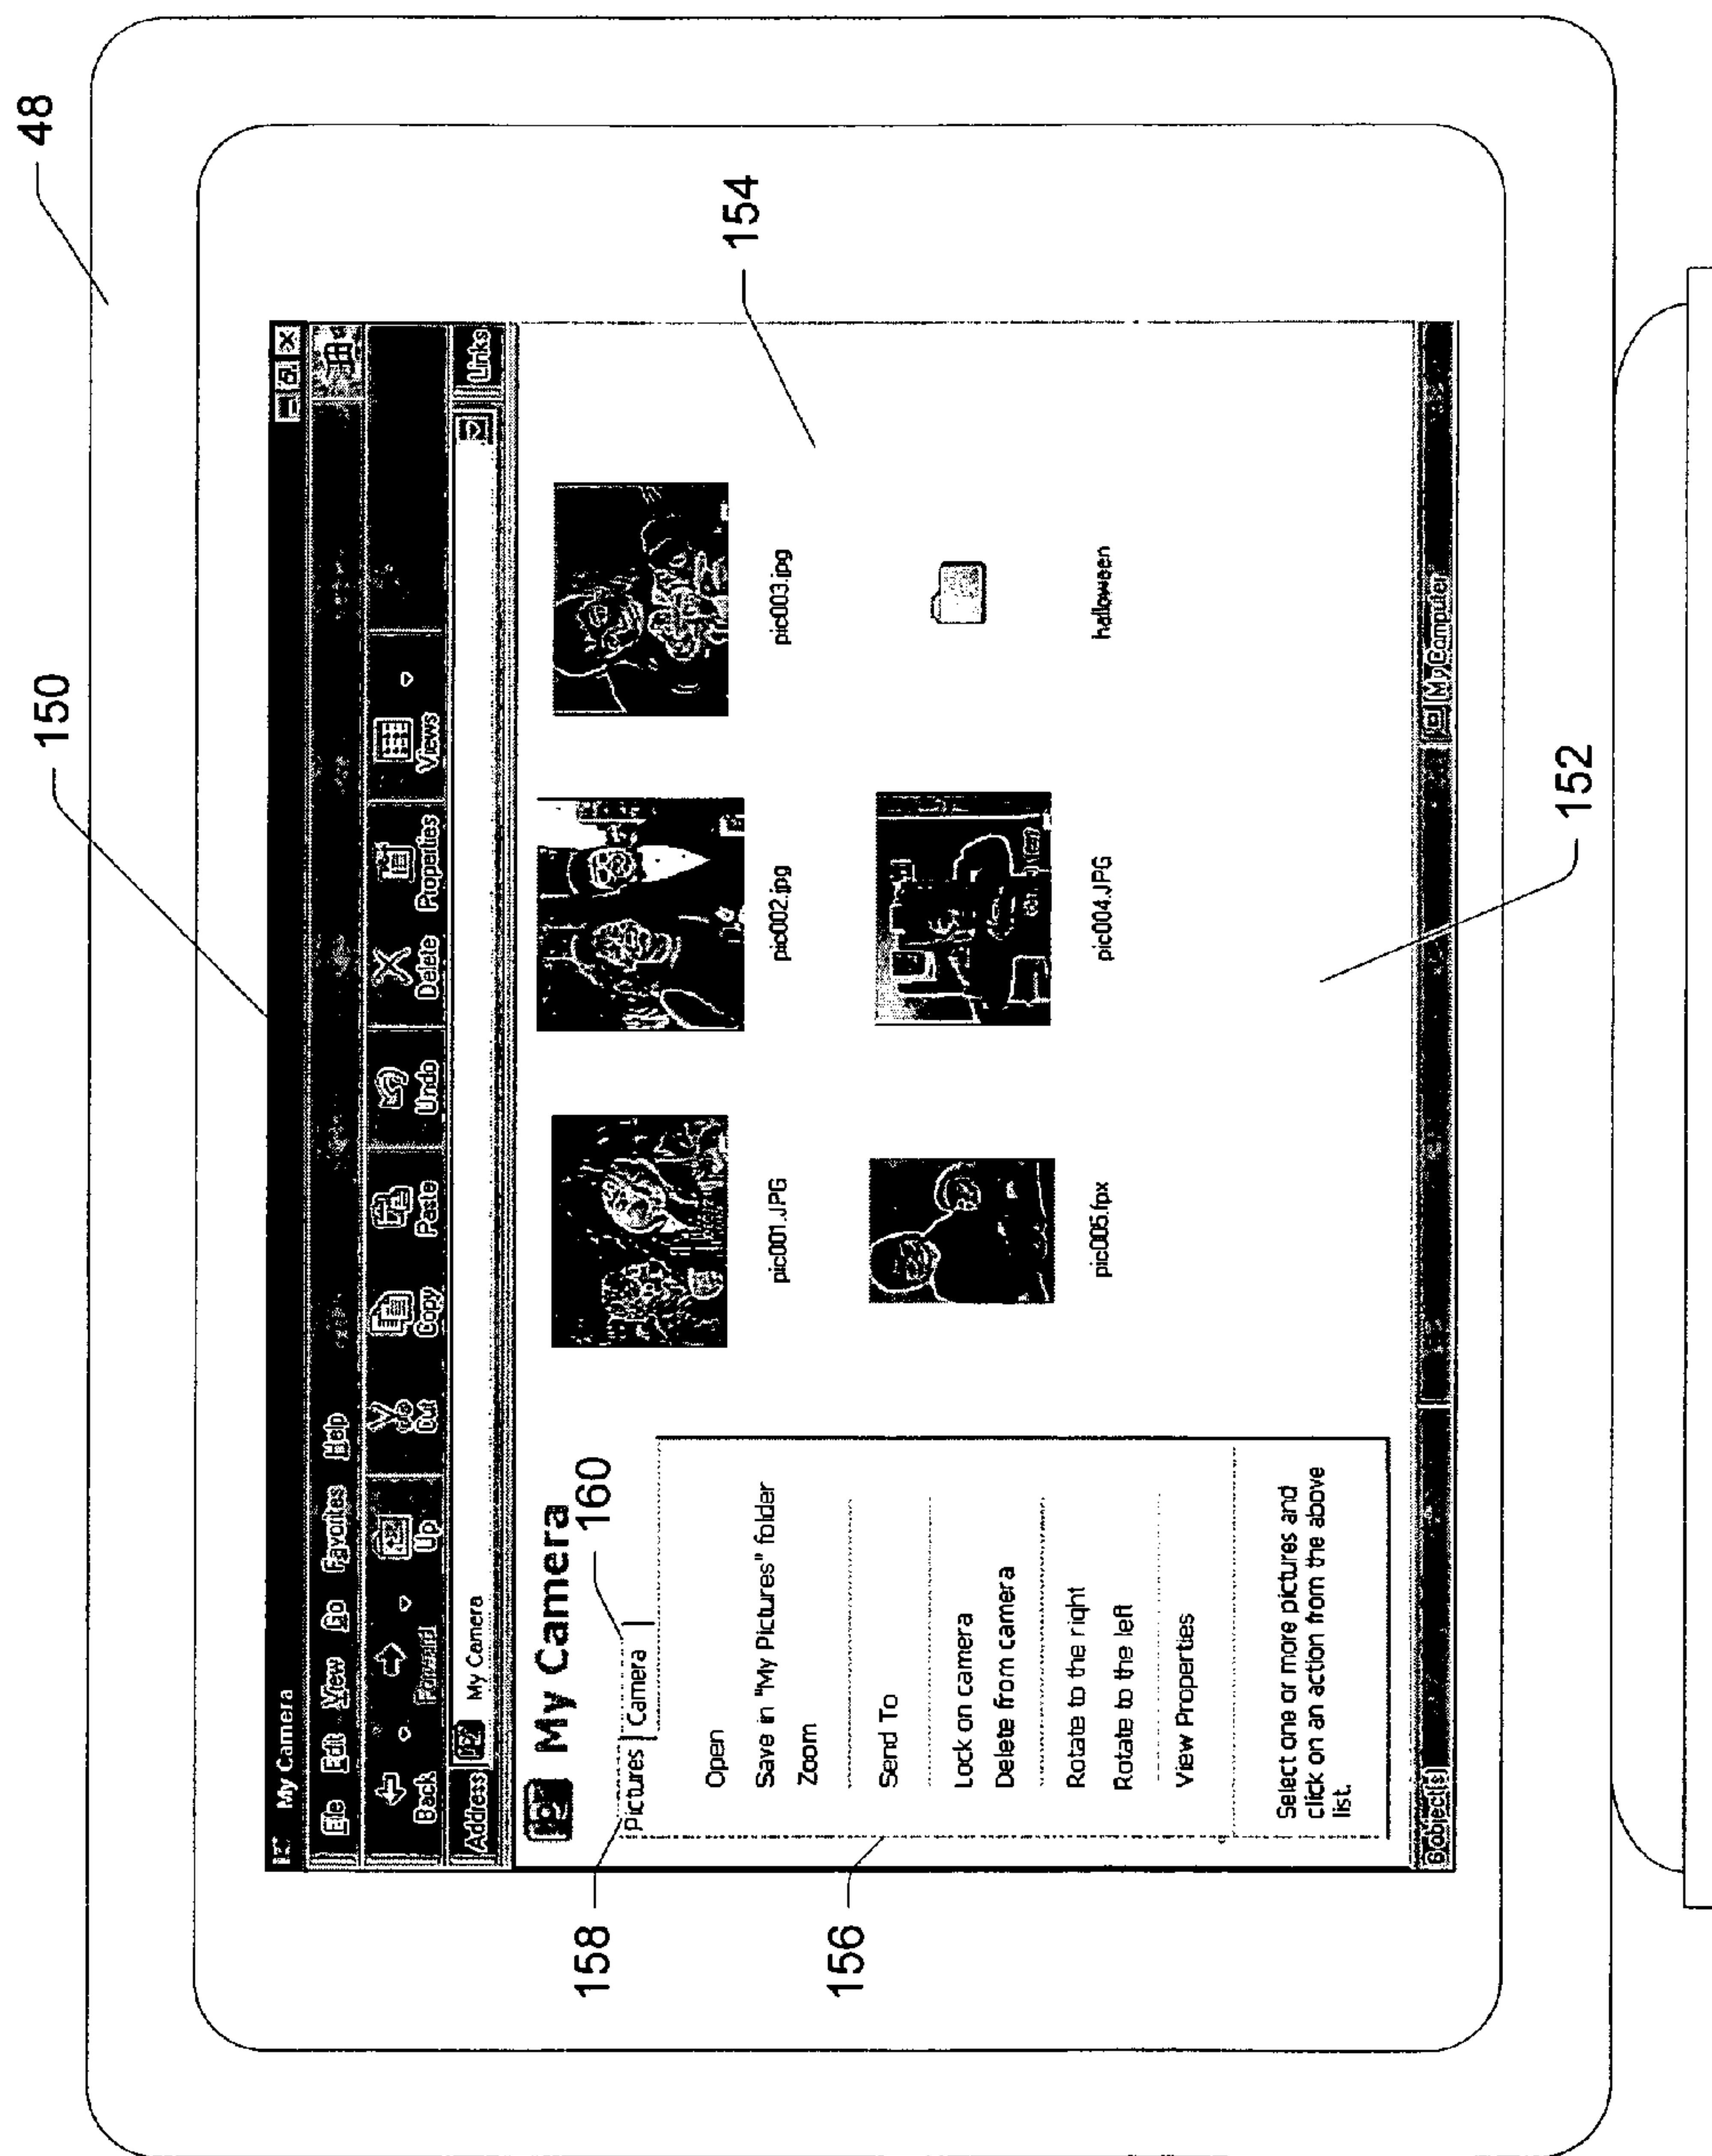 48
150
My Camera
File Edit View Go Favorites Help
Back Forward Up Cut Copy Paste Undo Delete Properties Views
Address My Camera Links
My Camera
158
160
154
Pictures Camera
Open
Save in "My Pictures" folder
Zoom
Send To
Lock on camera
Delete from camera
Rotate to the right
Rotate to the left
View Properties
Select one or more pictures and
click on an action from the above
list.
156
pic001.JPG pic002.jpg pic003.jpg
pic005.fpx pic004.JPG halloween
6 object(s) My Computer
152